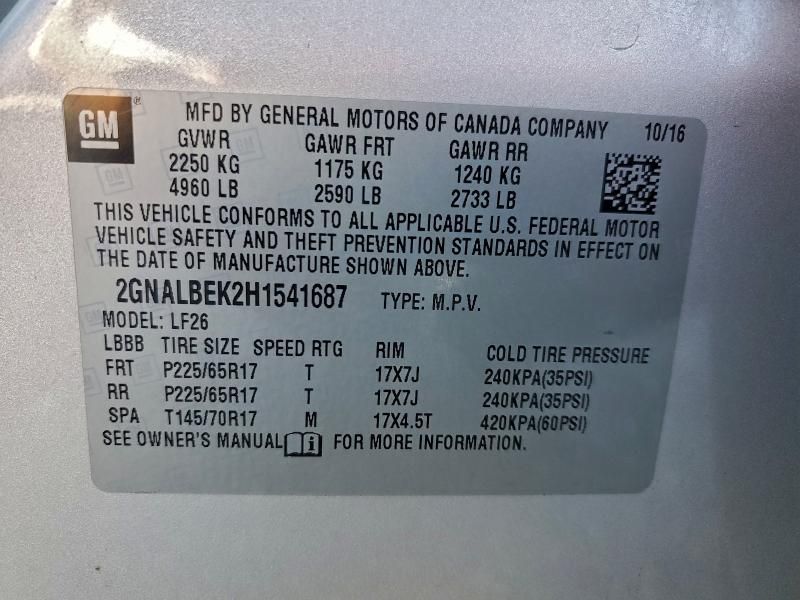 GM
MFD BY GENERAL MOTORS OF CANADA COMPANY 10/16
GVWR GAWR FRT GAWR RR
2250 KG 1175 KG 1240 KG
4960 LB 2590 LB 2733 LB
THIS VEHICLE CONFORMS TO ALL APPLICABLE U.S. FEDERAL MOTOR
VEHICLE SAFETY AND THEFT PREVENTION STANDARDS IN EFFECT ON
THE DATE OF MANUFACTURE SHOWN ABOVE.
2GNALBEK2H1541687 TYPE: M.P.V.
MODEL: LF26
LBBB TIRE SIZE SPEED RTG RIM COLD TIRE PRESSURE
FRT P225/65R17 T 17X7J 240KPA(35PSI)
RR P225/65R17 T 17X7J 240KPA(35PSI)
SPA T145/70R17 M 17X4.5T 420KPA(60PSI)
SEE OWNER'S MANUAL i FOR MORE INFORMATION.